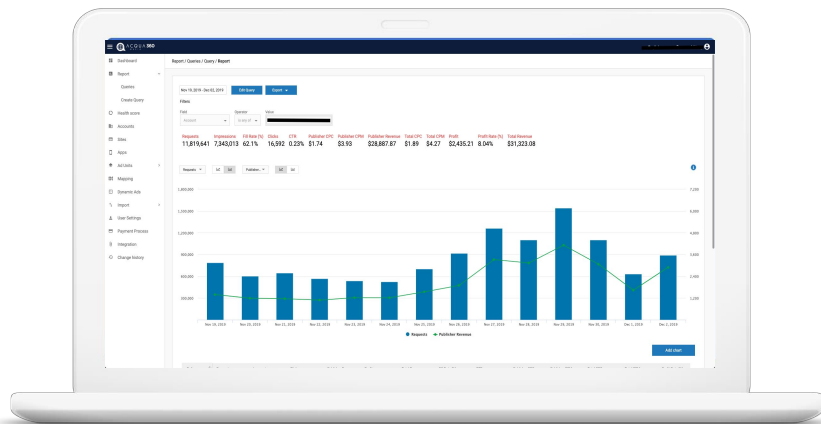 ACQUA 360
Dashboard
Report / Queries / Query / Report
Report
Queries
Create Query
Health score
Accounts
Sites
Apps
Ad Units
Mapping
Dynamic Ads
Import
User Settings
Payment Process
Integration
Change history
Nov 19, 2019 - Dec 02, 2019
Edit Query
Export
Filters
Field
Operator
Value
Account
Requests Impressions Fill Rate (%) Clicks CTR Publisher CPC Publisher CPM Publisher Revenue Total CPC Total CPM Profit Profit Rate (%) Total Revenue
11,819,641 7,343,013 62.1% 16,592 0.23% $1.74 $3.93 $28,887.87 $1.89 $4.27 $2,435.21 8.04% $31,323.08
Requests
Publisher
1,800,000 7,200
1,500,000 6,000
1,200,000 4,800
900,000 3,600
600,000 2,400
300,000 1,200
Nov 19, 2019 Nov 20, 2019 Nov 21, 2019 Nov 22, 2019 Nov 23, 2019 Nov 24, 2019 Nov 25, 2019 Nov 26, 2019 Nov 27, 2019 Nov 28, 2019 Nov 29, 2019 Nov 30, 2019 Dec 1, 2019 Dec 2, 2019
Requests Publisher Revenue
Add chart